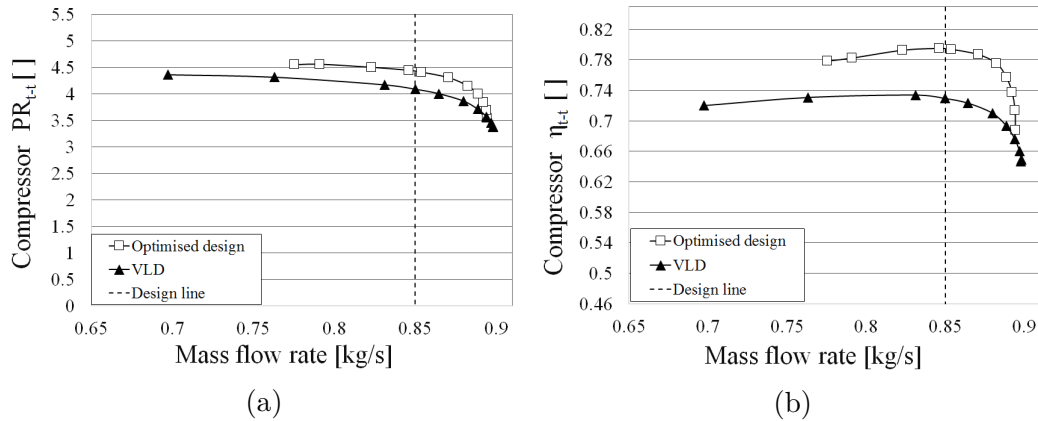 Compressor PR_t-t [ ]
5.5
5
4.5
4
3.5
3
2.5
2
1.5
1
0.5
0
Optimised design
VLD
Design line
0.65
0.7
0.75
0.8
0.85
0.9
Mass flow rate [kg/s]
(a)
Compressor η_t-t [ ]
0.82
0.78
0.74
0.7
0.66
0.62
0.58
0.54
0.5
0.46
Optimised design
VLD
Design line
0.65
0.7
0.75
0.8
0.85
0.9
Mass flow rate [kg/s]
(b)